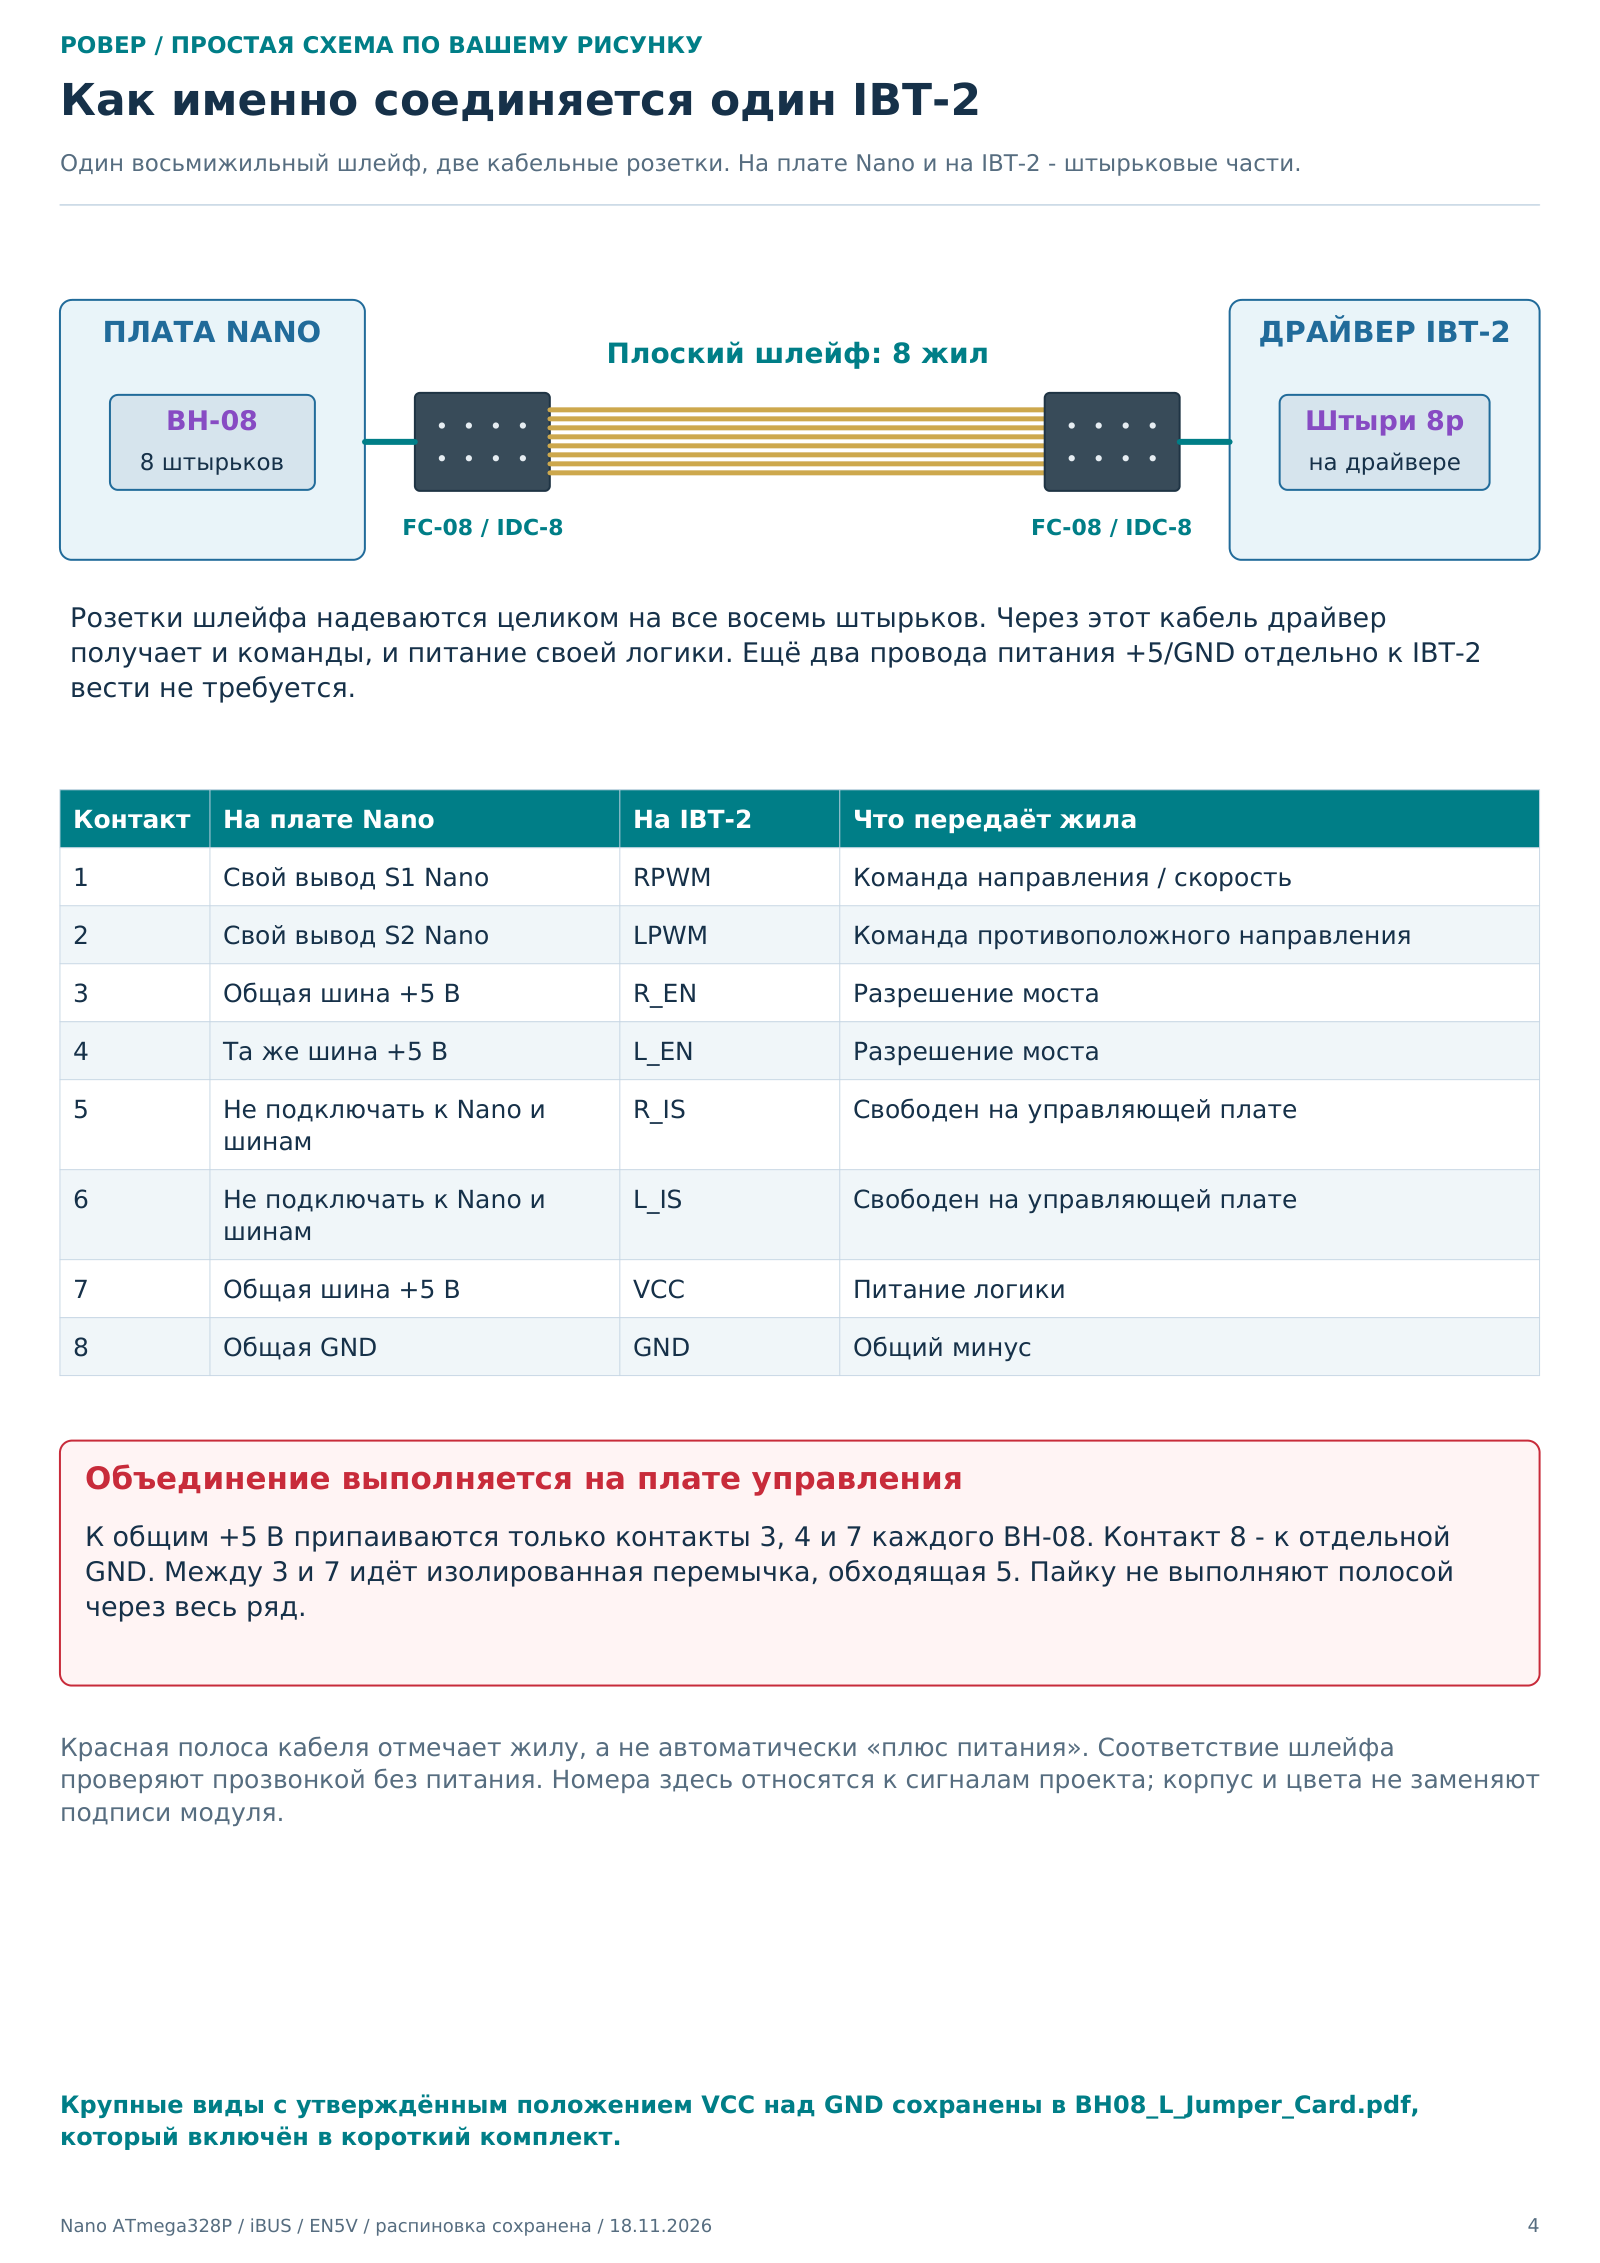 РОВЕР / ПРОСТАЯ СХЕМА ПО ВАШЕМУ РИСУНКУ
Как именно соединяется один IBT-2
Один восьмижильный шлейф, две кабельные розетки. На плате Nano и на IBT-2 - штырьковые части.
ПЛАТА NANO
ДРАЙВЕР IBT-2
Плоский шлейф: 8 жил
BH-08
8 штырьков
Штыри 8p
на драйвере
FC-08 / IDC-8
FC-08 / IDC-8
Розетки шлейфа надеваются целиком на все восемь штырьков. Через этот кабель драйвер
получает и команды, и питание своей логики. Ещё два провода питания +5/GND отдельно к IBT-2
вести не требуется.
Контакт На плате Nano На IBT-2 Что передаёт жила
1 Свой вывод S1 Nano RPWM Команда направления / скорость
2 Свой вывод S2 Nano LPWM Команда противоположного направления
3 Общая шина +5 В R_EN Разрешение моста
4 Та же шина +5 В L_EN Разрешение моста
5 Не подключать к Nano и R_IS Свободен на управляющей плате
шинам
6 Не подключать к Nano и L_IS Свободен на управляющей плате
шинам
7 Общая шина +5 В VCC Питание логики
8 Общая GND GND Общий минус
Объединение выполняется на плате управления
К общим +5 В припаиваются только контакты 3, 4 и 7 каждого BH-08. Контакт 8 - к отдельной
GND. Между 3 и 7 идёт изолированная перемычка, обходящая 5. Пайку не выполняют полосой
через весь ряд.
Красная полоса кабеля отмечает жилу, а не автоматически «плюс питания». Соответствие шлейфа
проверяют прозвонкой без питания. Номера здесь относятся к сигналам проекта; корпус и цвета не заменяют
подписи модуля.
Крупные виды с утверждённым положением VCC над GND сохранены в BH08_L_Jumper_Card.pdf,
который включён в короткий комплект.
Nano ATmega328P / iBUS / EN5V / распиновка сохранена / 18.11.2026
4